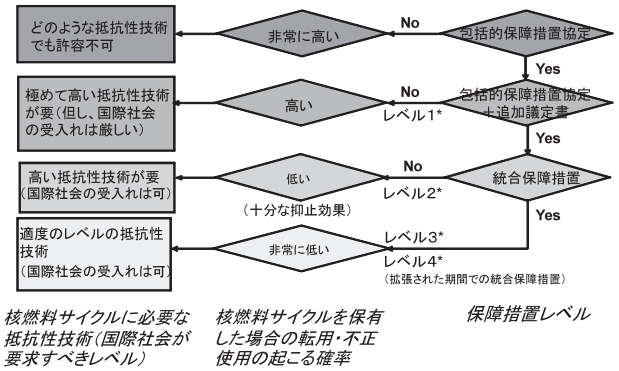 どのような抵抗性技術
でも許容不可
非常に高い
No
包括的保障措置協定
Yes
極めて高い抵抗性技術
が要(但し、国際社会
の受入れは厳しい)
高い
No
レベル1*
包括的保障措置協定
+追加議定書
Yes
高い抵抗性技術が要
(国際社会の受入れは可)
低い
(十分な抑止効果)
No
レベル2*
統合保障措置
Yes
適度のレベルの抵抗性
技術
(国際社会の受入れは可)
非常に低い
レベル3*
レベル4*
(拡張された期間での統合保障措置)
核燃料サイクルに必要な
抵抗性技術(国際社会が
要求すべきレベル)
核燃料サイクルを保有
した場合の転用・不正
使用の起こる確率
保障措置レベル